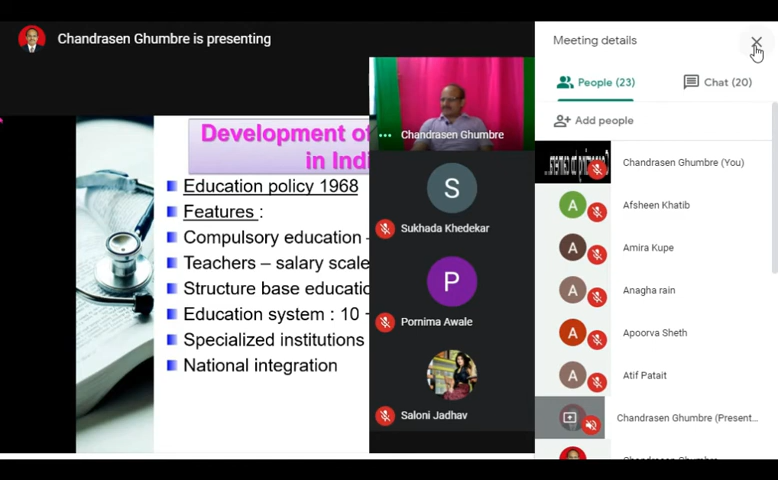 Chandrasen Ghumbre is presenting
Development of
in Indi
Education policy 1968
Features :
Compulsory education -
Teachers – salary scale
Structure base educatio
Education system : 10 -
Specialized institutions
National integration
Chandrasen Ghumbre
S
Sukhada Khedekar
P
Pornima Awale
Saloni Jadhav
Meeting details
People (23)
Chat (20)
Add people
Chandrasen Ghumbre (You)
A
Afsheen Khatib
A
Amira Kupe
A
Anagha rain
A
Apoorva Sheth
A
Atif Patait
Chandrasen Ghumbre (Present...
Chandrasen Ghumbre